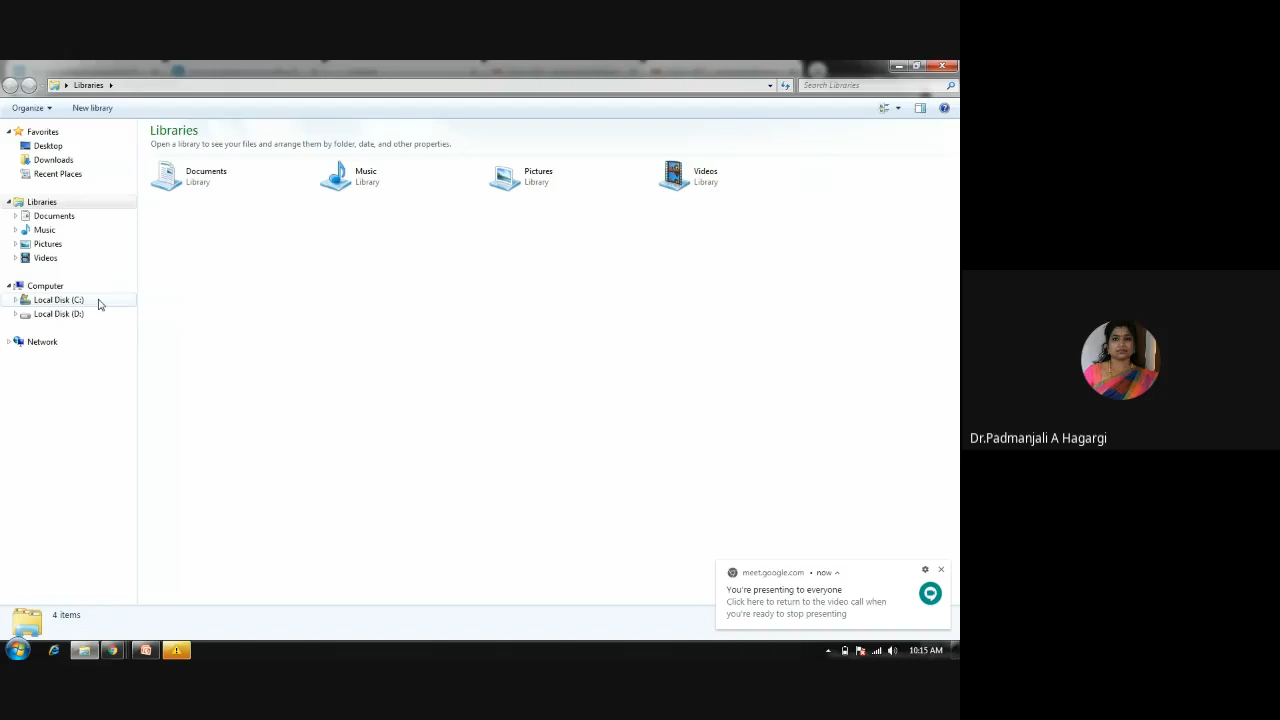 Libraries
Search Libraries
Organize
New library
Favorites
Desktop
Downloads
Recent Places
Libraries
Documents
Music
Pictures
Videos
Computer
Local Disk (C:)
Local Disk (D:)
Network
Libraries
Open a library to see your files and arrange them by folder, date, and other properties.
Documents
Library
Music
Library
Pictures
Library
Videos
Library
meet.google.com • now
You're presenting to everyone
Click here to return to the video call when
you're ready to stop presenting
4 items
10:15 AM
Dr.Padmanjali A Hagargi